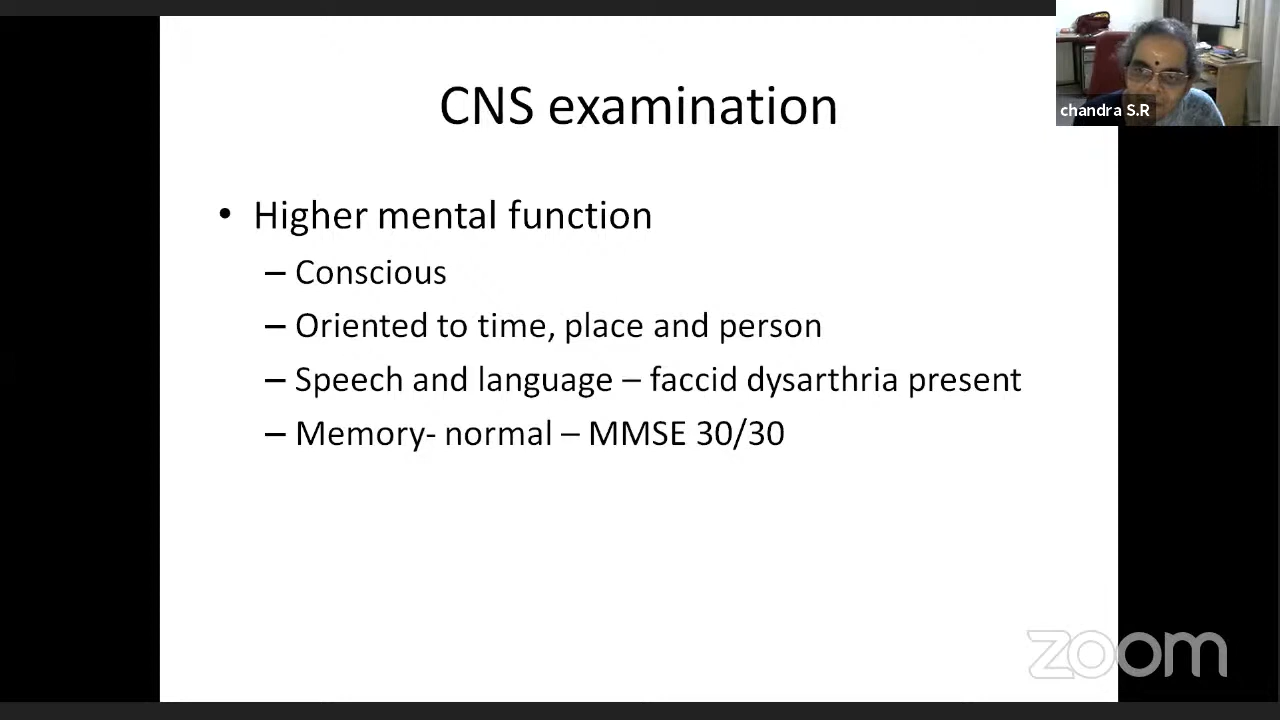 CNS examination
chandra S.R
• Higher mental function
– Conscious
– Oriented to time, place and person
– Speech and language – faccid dysarthria present
– Memory- normal – MMSE 30/30
zoom